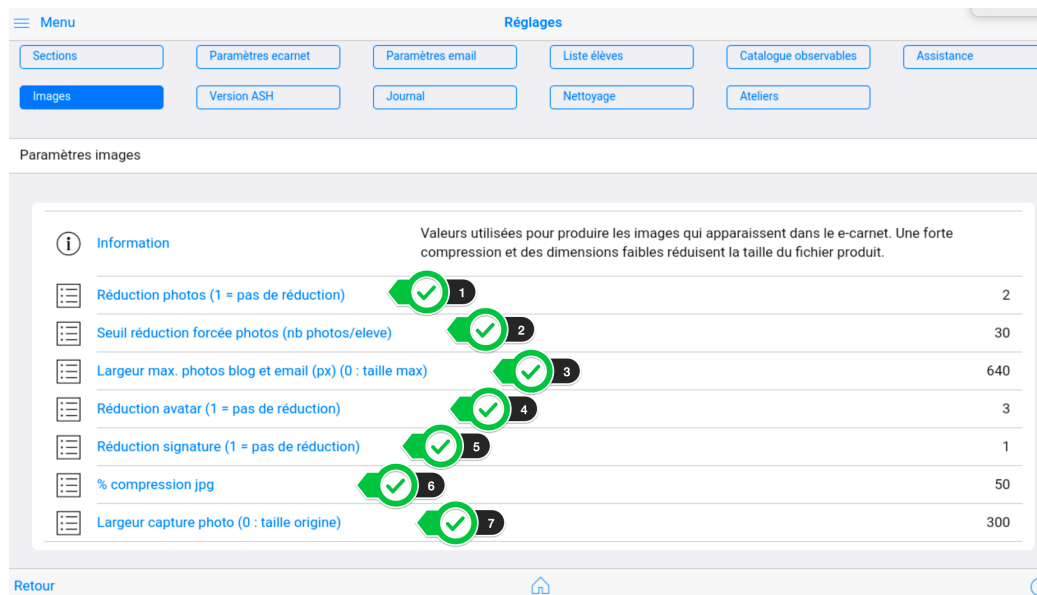 Menu
Réglages
Sections
Paramètres ecarnet
Paramètres email
Liste élèves
Catalogue observables
Assistance
Images
Version ASH
Journal
Nettoyage
Ateliers
Paramètres images
Information
Valeurs utilisées pour produire les images qui apparaissent dans le e-carnet. Une forte
compression et des dimensions faibles réduisent la taille du fichier produit.
Réduction photos (1 = pas de réduction) 1 2
Seuil réduction forcée photos (nb photos/eleve) 2 30
Largeur max. photos blog et email (px) (0 : taille max) 3 640
Réduction avatar (1 = pas de réduction) 4 3
Réduction signature (1 = pas de réduction) 5 1
% compression jpg 6 50
Largeur capture photo (0 : taille origine) 7 300
Retour